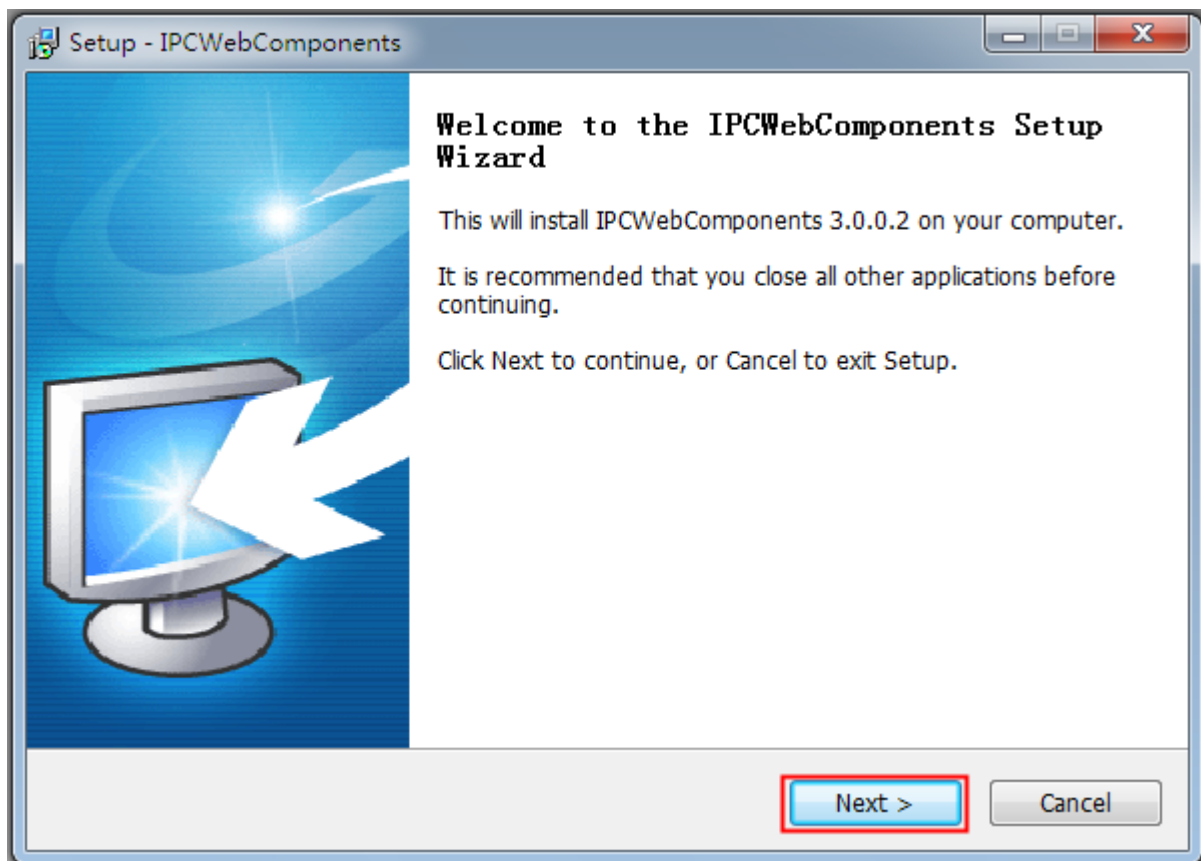 Setup - IPCWebComponents
Welcome to the IPCWebComponents Setup
Wizard
This will install IPCWebComponents 3.0.0.2 on your computer.
It is recommended that you close all other applications before
continuing.
Click Next to continue, or Cancel to exit Setup.
Next >
Cancel